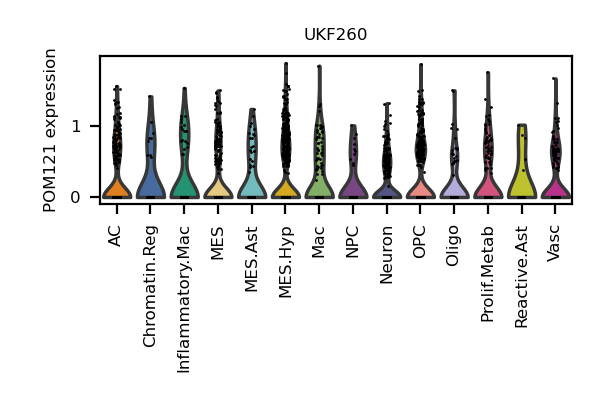 UKF260
POM121 expression
1
0
AC
Chromatin.Reg
Inflammatory.Mac
MES
MES.Ast
MES.Hyp
Mac
NPC
Neuron
OPC
Oligo
Prolif.Metab
Reactive.Ast
Vasc